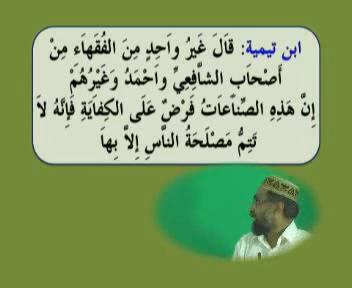 ابن تيمية: قَالَ غَيرُ وَاحِدٍ مِنَ الفُقَهَاءِ مِنْ
أَصْحَابِ الشَّافِعِيِّ وَاحْمَدُ وَغَيْرُهُمْ
إِنَّ هَذِهِ الصِّنَاعَاتُ فَرْضٌ عَلَى الكِفَايَةِ فَإِنَّهُ لاَ
تَتِمُّ مَصْلَحَةُ النَّاسِ إِلاَّ بِهَا